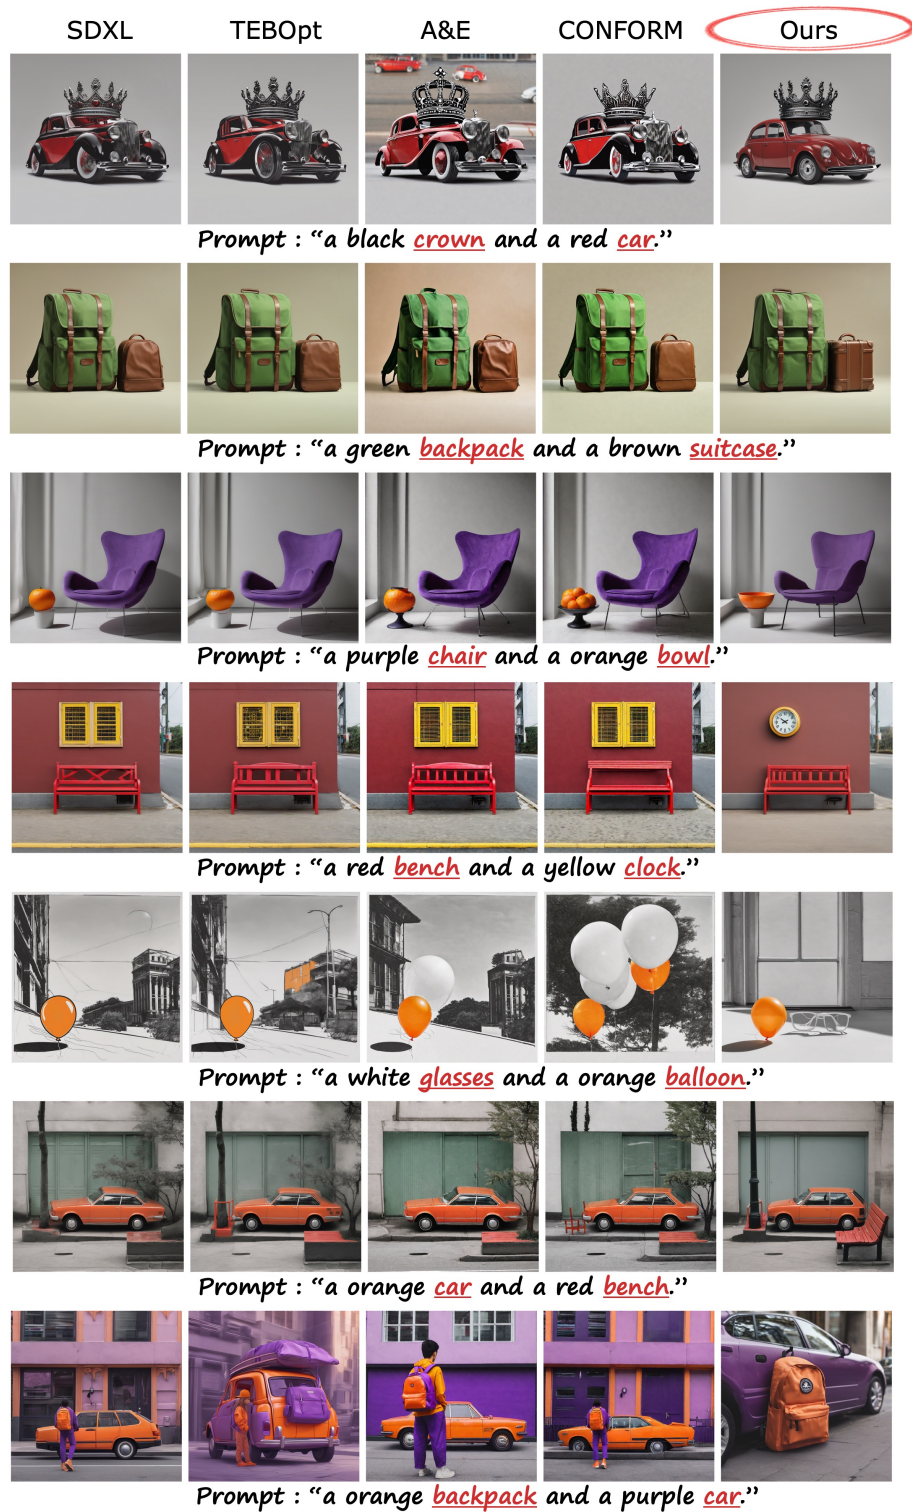 SDXL TEBOpt A&E CONFORM Ours
Prompt : “a black crown and a red car.”
Prompt : “a green backpack and a brown suitcase.”
Prompt : “a purple chair and a orange bowl.”
Prompt : “a red bench and a yellow clock.”
Prompt : “a white glasses and a orange balloon.”
Prompt : “a orange car and a red bench.”
Prompt : “a orange backpack and a purple car.”